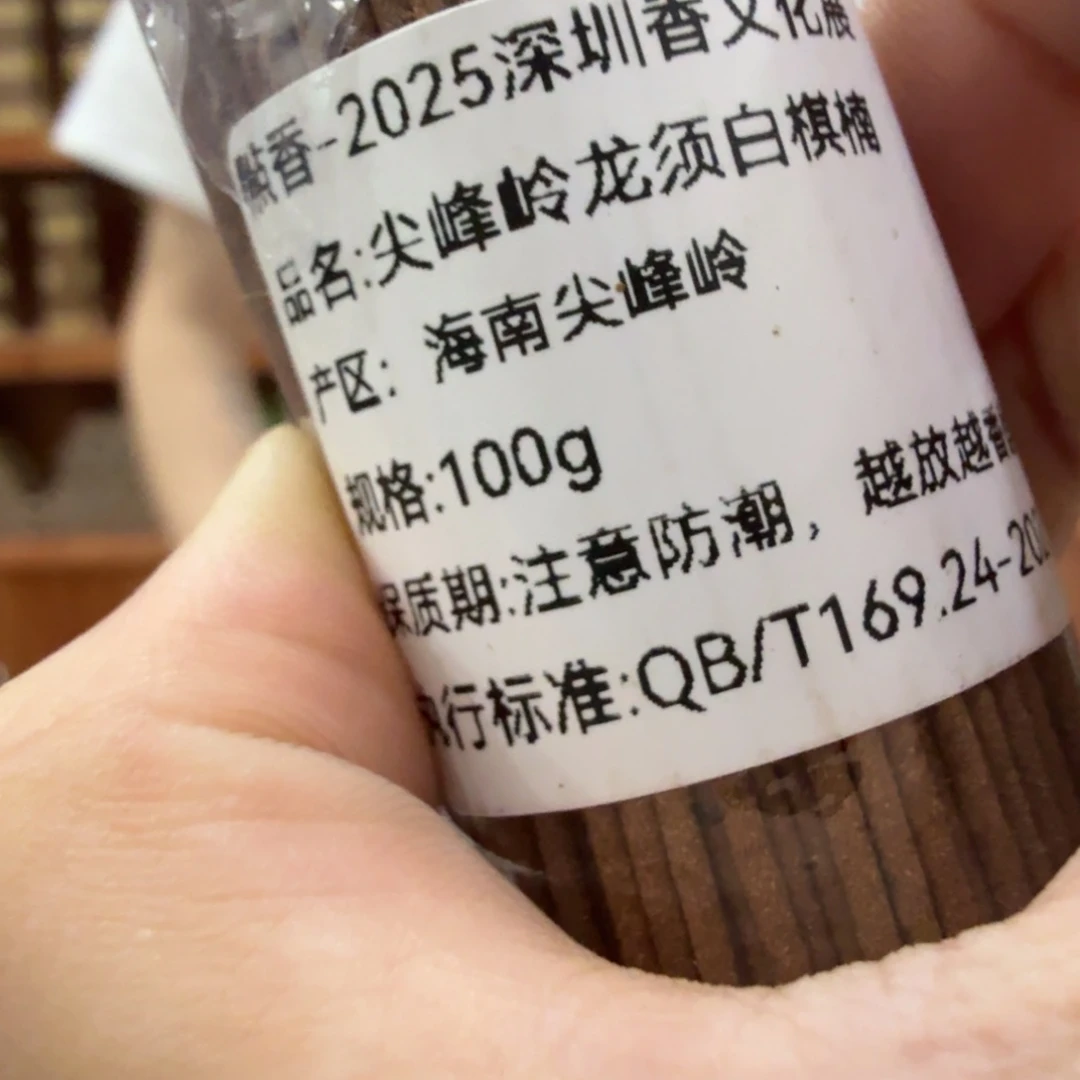 香-2025深圳香文化展
品名:尖峰岭龙须白棋楠
产区: 海南尖峰岭
规格:100g
保质期:注意防潮, 越放越香
执行标准:QB/T169.24-20